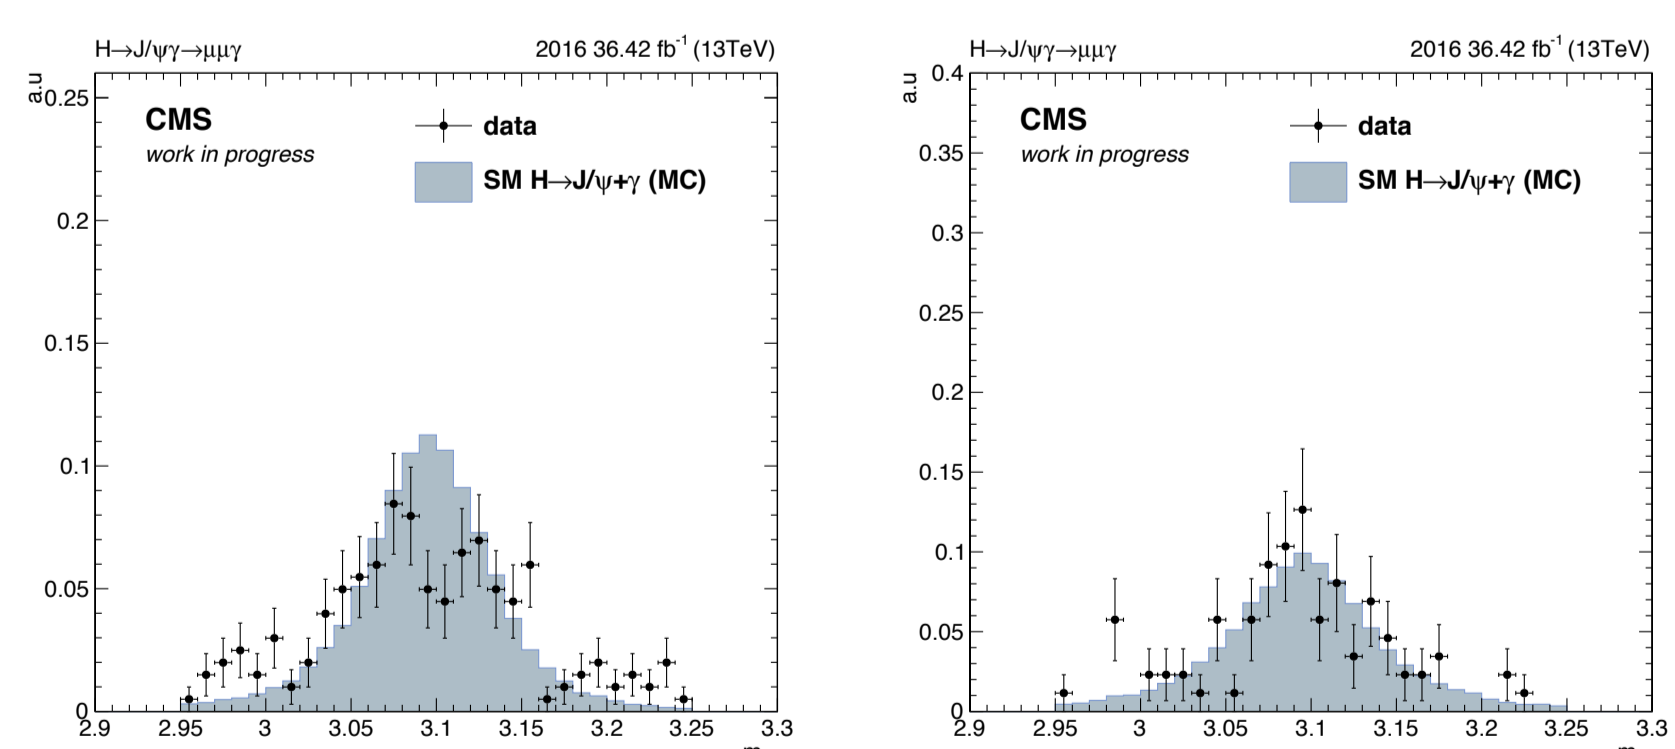 H→J/ψγ→μμγ 2016 36.42 fb⁻¹ (13TeV)
a.u
CMS
work in progress
data
SM H→J/ψ+γ (MC)
0.25
0.2
0.15
0.1
0.05
0
2.9 2.95 3 3.05 3.1 3.15 3.2 3.25 3.3
H→J/ψγ→μμγ 2016 36.42 fb⁻¹ (13TeV)
a.u
CMS
work in progress
data
SM H→J/ψ+γ (MC)
0.4
0.35
0.3
0.25
0.2
0.15
0.1
0.05
0
2.9 2.95 3 3.05 3.1 3.15 3.2 3.25 3.3